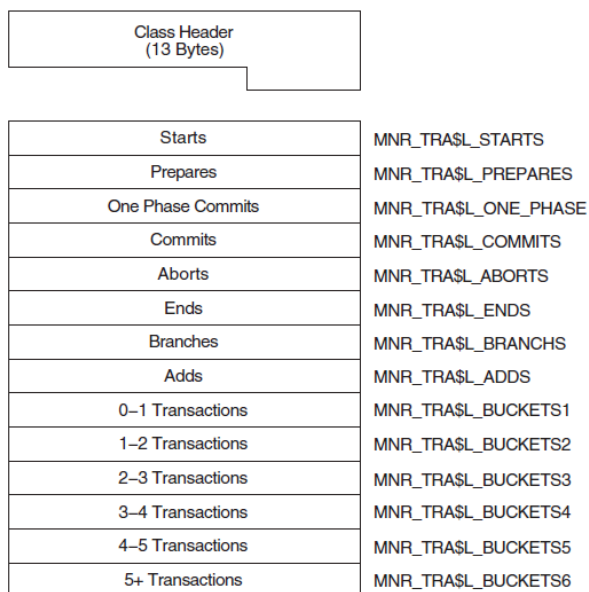 Class Header
(13 Bytes)
Starts MNR_TRA$L_STARTS
Prepares MNR_TRA$L_PREPARES
One Phase Commits MNR_TRA$L_ONE_PHASE
Commits MNR_TRA$L_COMMITS
Aborts MNR_TRA$L_ABORTS
Ends MNR_TRA$L_ENDS
Branches MNR_TRA$L_BRANCHS
Adds MNR_TRA$L_ADDS
0–1 Transactions MNR_TRA$L_BUCKETS1
1–2 Transactions MNR_TRA$L_BUCKETS2
2–3 Transactions MNR_TRA$L_BUCKETS3
3–4 Transactions MNR_TRA$L_BUCKETS4
4–5 Transactions MNR_TRA$L_BUCKETS5
5+ Transactions MNR_TRA$L_BUCKETS6